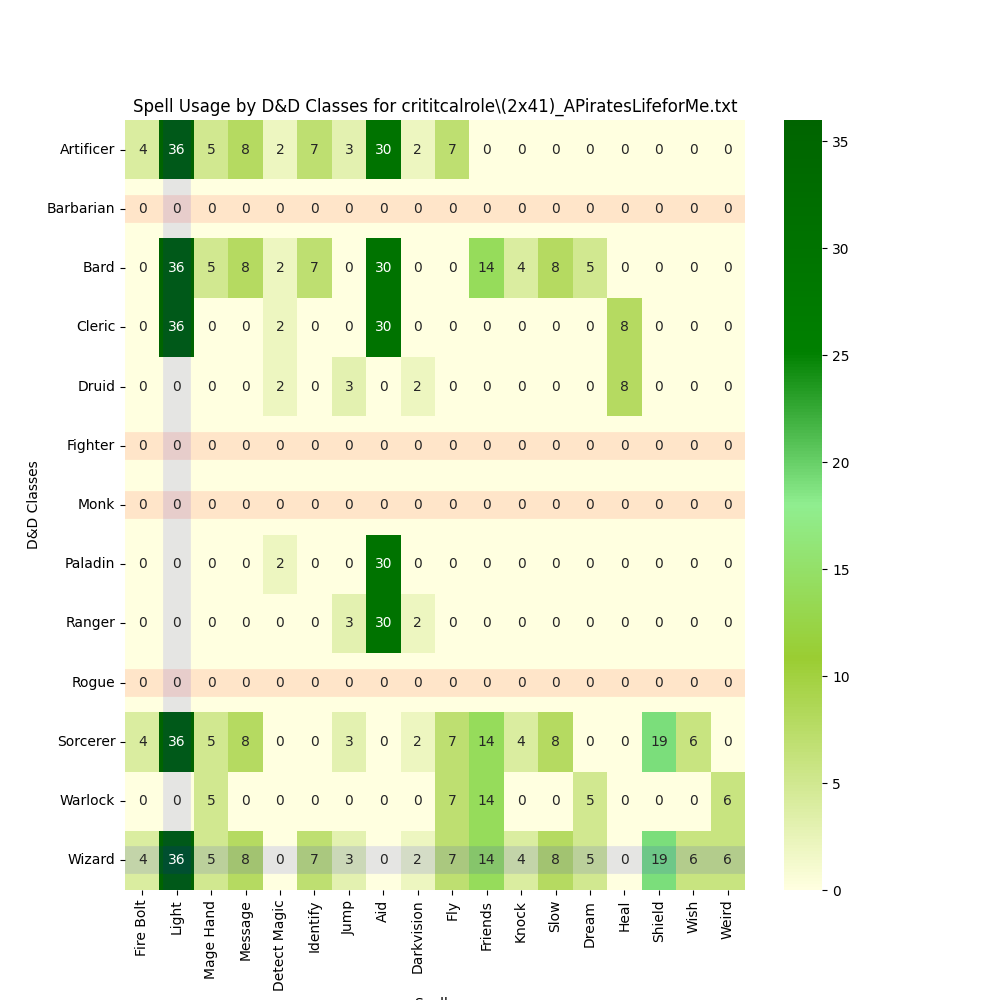 Spell Usage by D&D Classes for crititcalrole\(2x41)_APiratesLifeforMe.txt
D&D Classes
Artificer 4 36 5 8 2 7 3 30 2 7 0 0 0 0 0 0 0 0
Barbarian 0 0 0 0 0 0 0 0 0 0 0 0 0 0 0 0 0 0
Bard 0 36 5 8 2 7 0 30 0 0 14 4 8 5 0 0 0 0
Cleric 0 36 0 0 2 0 0 30 0 0 0 0 0 0 8 0 0 0
Druid 0 0 0 0 2 0 3 0 2 0 0 0 0 0 8 0 0 0
Fighter 0 0 0 0 0 0 0 0 0 0 0 0 0 0 0 0 0 0
Monk 0 0 0 0 0 0 0 0 0 0 0 0 0 0 0 0 0 0
Paladin 0 0 0 0 2 0 0 30 0 0 0 0 0 0 0 0 0 0
Ranger 0 0 0 0 0 0 3 30 2 0 0 0 0 0 0 0 0 0
Rogue 0 0 0 0 0 0 0 0 0 0 0 0 0 0 0 0 0 0
Sorcerer 4 36 5 8 0 0 3 0 2 7 14 4 8 0 0 19 6 0
Warlock 0 0 5 0 0 0 0 0 0 7 14 0 0 5 0 0 0 6
Wizard 4 36 5 8 0 7 3 0 2 7 14 4 8 5 0 19 6 6
Fire Bolt
Light
Mage Hand
Message
Detect Magic
Identify
Jump
Aid
Darkvision
Fly
Friends
Knock
Slow
Dream
Heal
Shield
Wish
Weird
35
30
25
20
15
10
5
0